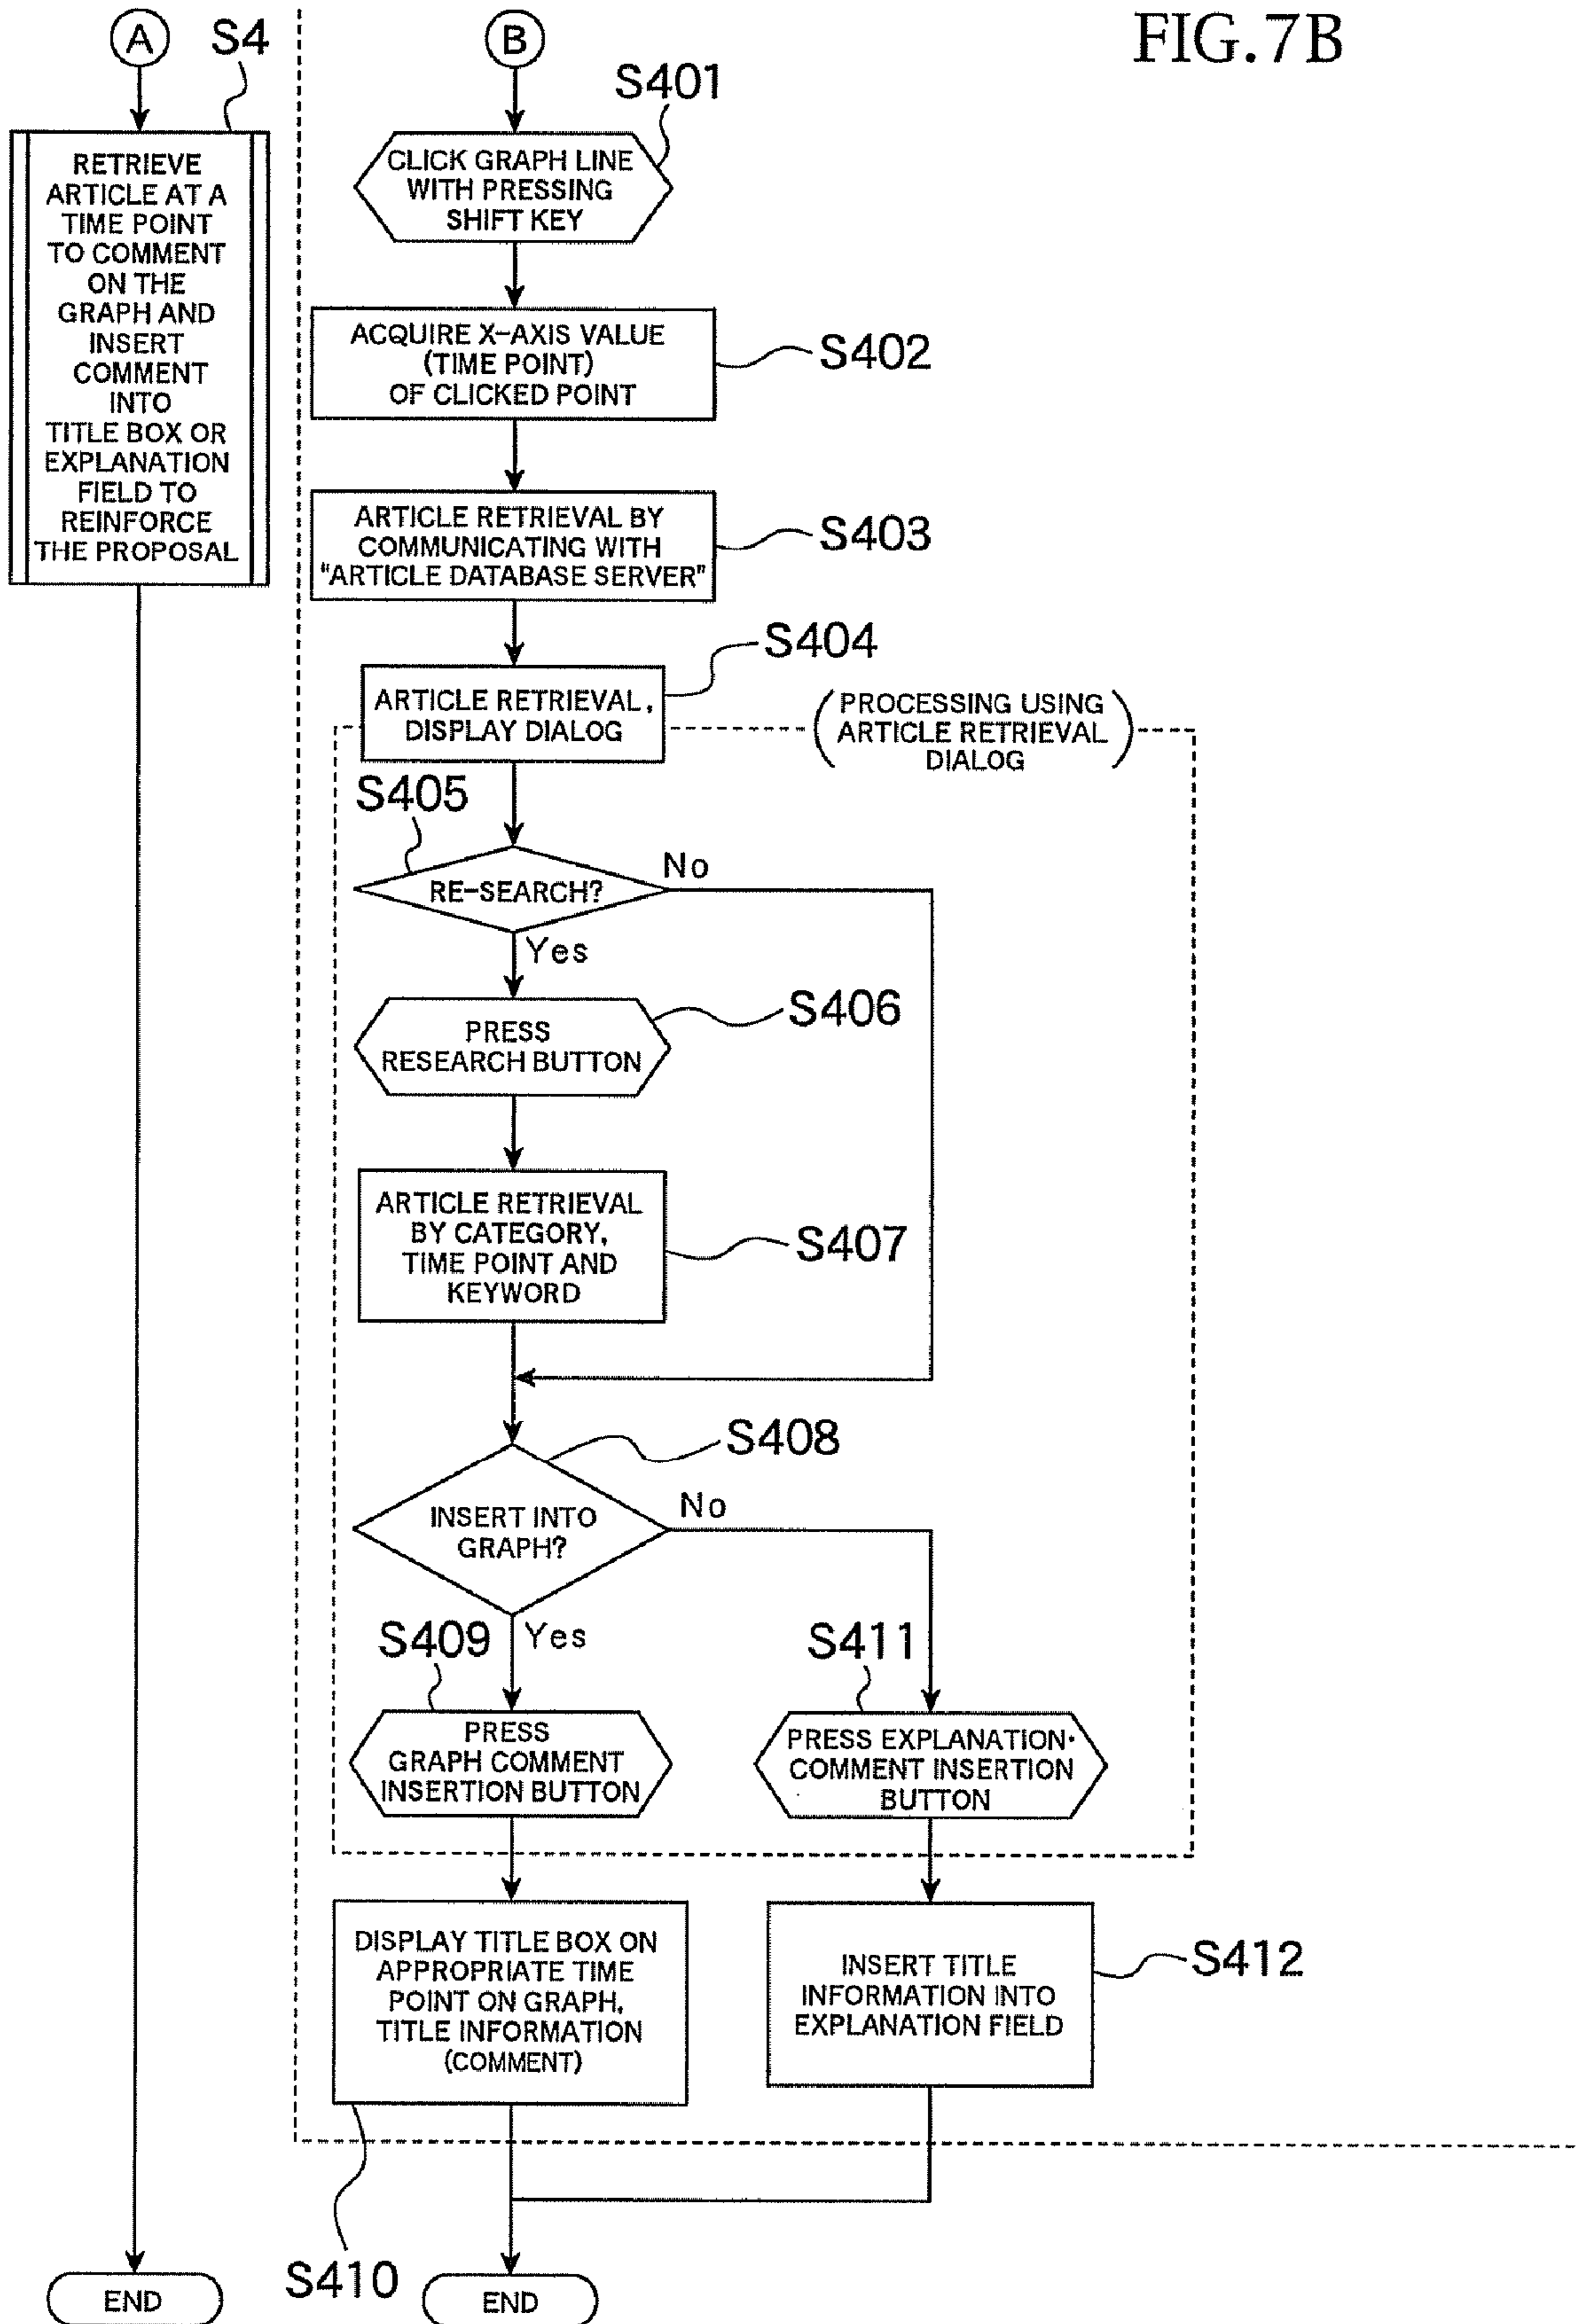 FIG.7B
A
S4
RETRIEVE
ARTICLE AT A
TIME POINT
TO COMMENT
ON THE
GRAPH AND
INSERT
COMMENT
INTO
TITLE BOX OR
EXPLANATION
FIELD TO
REINFORCE
THE PROPOSAL
END
B
S401
CLICK GRAPH LINE
WITH PRESSING
SHIFT KEY
ACQUIRE X-AXIS VALUE
(TIME POINT)
OF CLICKED POINT
S402
ARTICLE RETRIEVAL BY
COMMUNICATING WITH
"ARTICLE DATABASE SERVER"
S403
S404
ARTICLE RETRIEVAL,
DISPLAY DIALOG
(PROCESSING USING
ARTICLE RETRIEVAL
DIALOG)
S405
RE-SEARCH?
No
Yes
S406
PRESS
RESEARCH BUTTON
ARTICLE RETRIEVAL
BY CATEGORY,
TIME POINT AND
KEYWORD
S407
S408
INSERT INTO
GRAPH?
No
Yes
S409
PRESS
GRAPH COMMENT
INSERTION BUTTON
S411
PRESS EXPLANATION·
COMMENT INSERTION
BUTTON
DISPLAY TITLE BOX ON
APPROPRIATE TIME
POINT ON GRAPH,
TITLE INFORMATION
(COMMENT)
S410
INSERT TITLE
INFORMATION INTO
EXPLANATION FIELD
S412
END